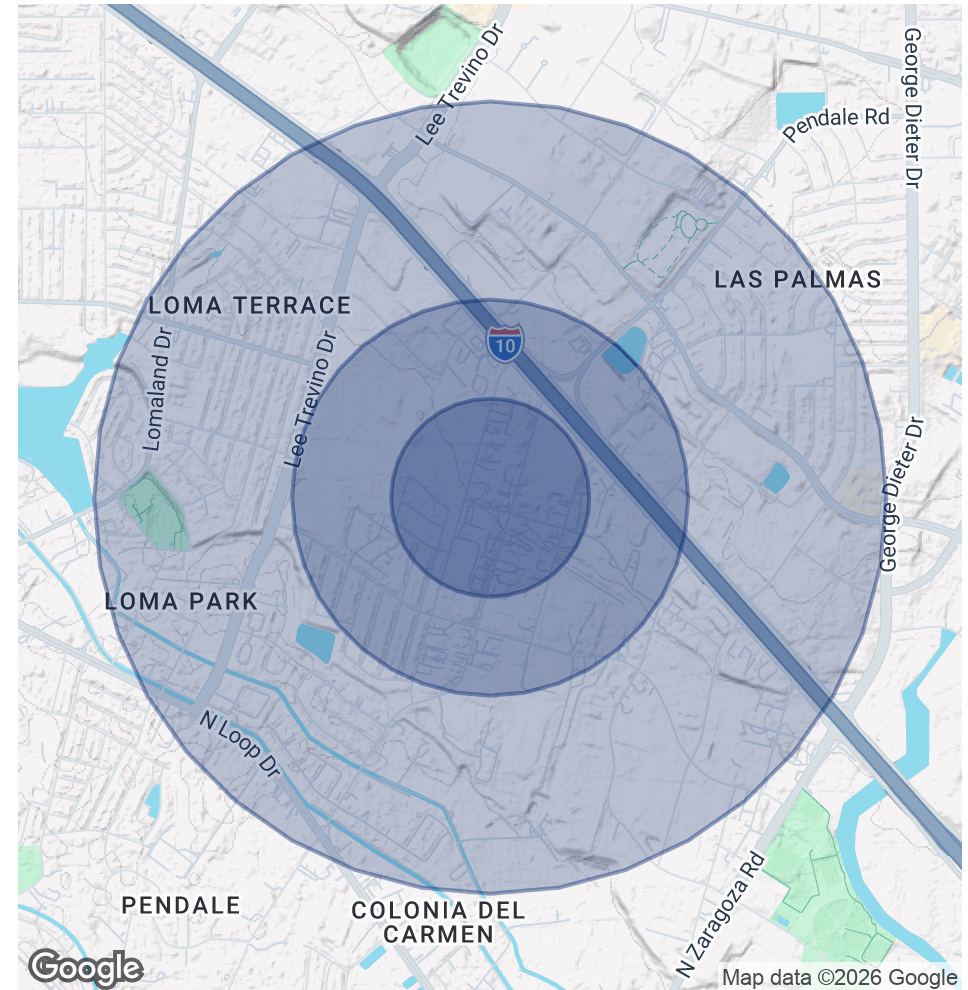 George Dieter Dr
Lee Trevino Dr
Pendale Rd
LAS PALMAS
LOMA TERRACE
10
Lomaland Dr
Lee Trevino Dr
George Dieter Dr
LOMA PARK
N Loop Dr
PENDALE
COLONIA DEL
CARMEN
N Zaragoza Rd
Google
Map data ©2026 Google